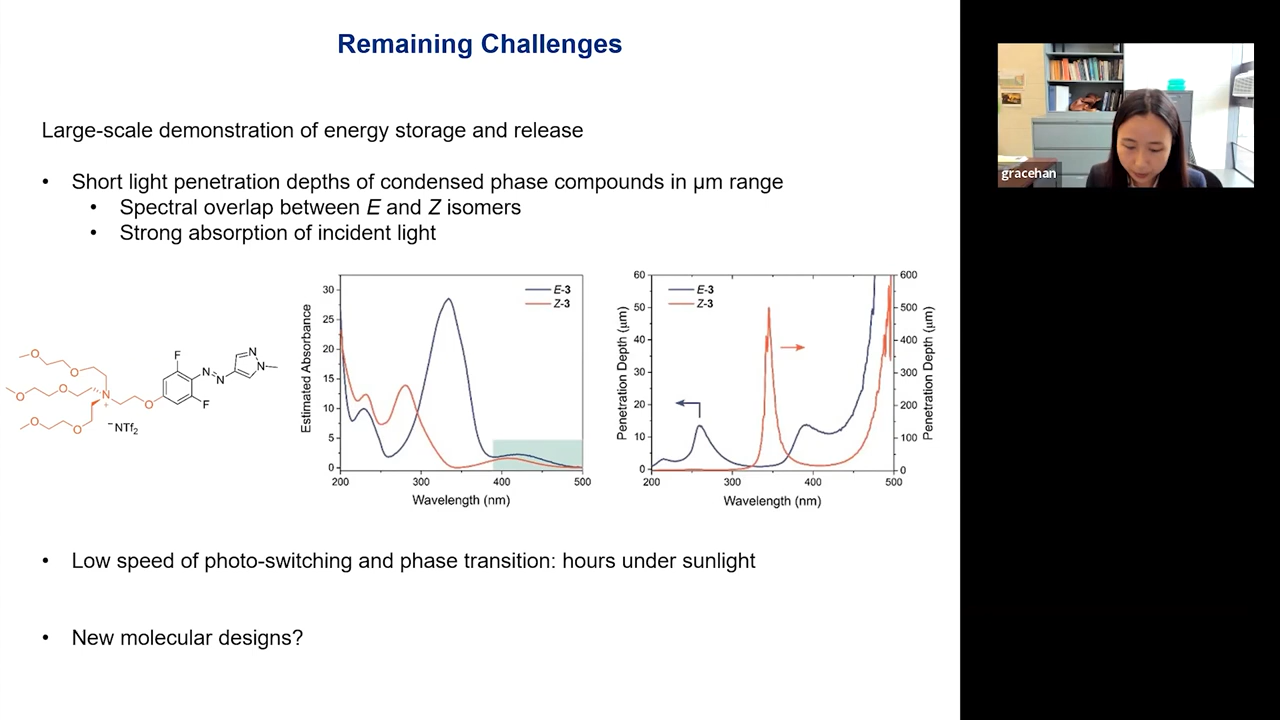 Remaining Challenges
Large-scale demonstration of energy storage and release
• Short light penetration depths of condensed phase compounds in µm range
• Spectral overlap between E and Z isomers
• Strong absorption of incident light
O
O
O
O
O
O
N
+
O
F
F
N
N
N
N
⁻NTf₂
Estimated Absorbance
30
25
20
15
10
5
0
E-3
Z-3
200 300 400 500
Wavelength (nm)
Penetration Depth (µm)
60
50
40
30
20
10
0
E-3
Z-3
600
500
400
300
200
100
0
Penetration Depth (µm)
200 300 400 500
Wavelength (nm)
• Low speed of photo-switching and phase transition: hours under sunlight
• New molecular designs?
gracehan